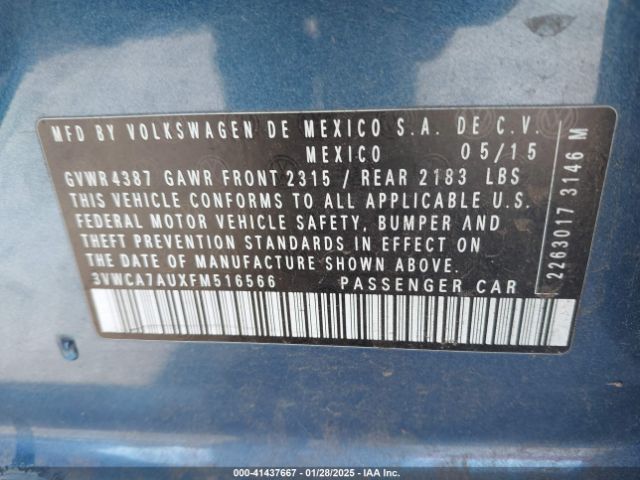 MFD BY VOLKSWAGEN DE MEXICO S.A. DE C.V.
MEXICO 05/15
GVWR 4387 GAWR FRONT 2315 / REAR 2183 LBS
THIS VEHICLE CONFORMS TO ALL APPLICABLE U.S.
FEDERAL MOTOR VEHICLE SAFETY, BUMPER AND
THEFT PREVENTION STANDARDS IN EFFECT ON
THE DATE OF MANUFACTURE SHOWN ABOVE.
3VWCA7AUXFM516566 PASSENGER CAR
2263017 3146 M
000-41437667 - 01/28/2025 - IAA Inc.